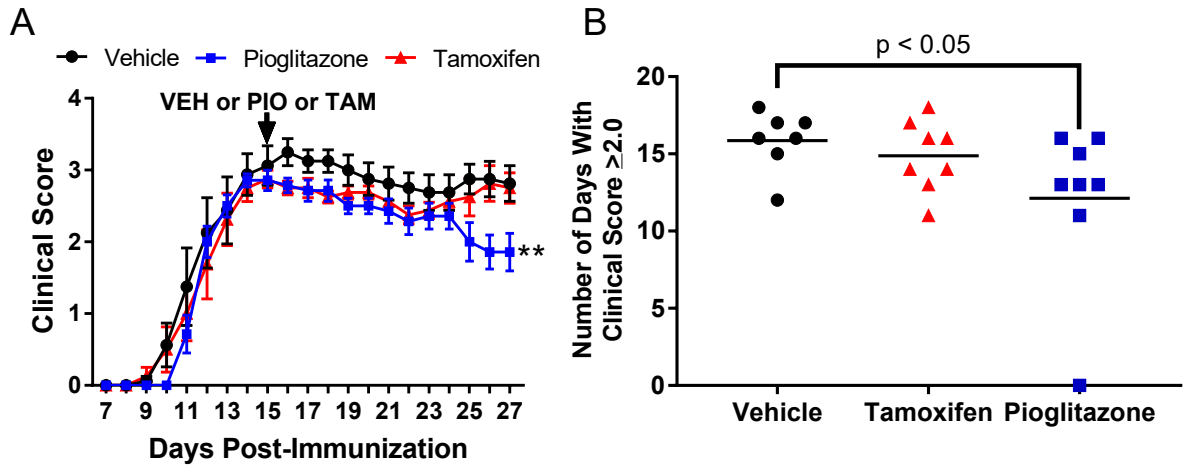 A
Vehicle Pioglitazone Tamoxifen
VEH or PIO or TAM
4
3
2
1
0
Clinical Score
**
7 9 11 13 15 17 19 21 23 25 27
Days Post-Immunization
B
p < 0.05
20
15
10
5
0
Number of Days With
Clinical Score ≥2.0
Vehicle Tamoxifen Pioglitazone